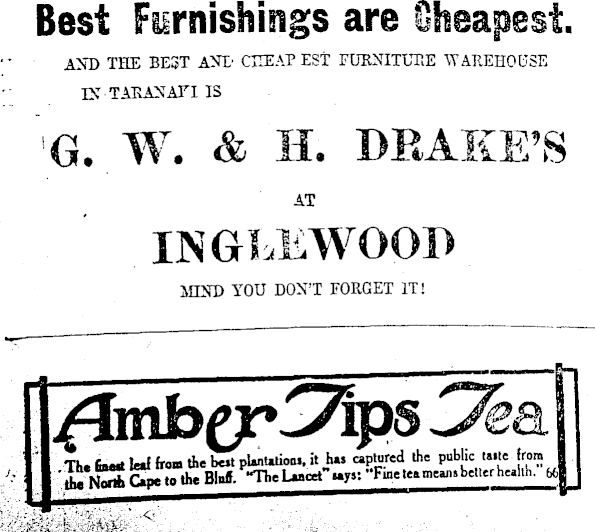 Best Furnishings are Cheapest.
AND THE BEST AND CHEAPEST FURNITURE WAREHOUSE
IN TARANAKI IS
G. W. & H. DRAKE'S
AT
INGLEWOOD
MIND YOU DON'T FORGET IT!
Amber Tips Tea
The finest leaf from the best plantations, it has captured the public taste from
the North Cape to the Bluff. "The Lancet" says: "Fine tea means better health." 66